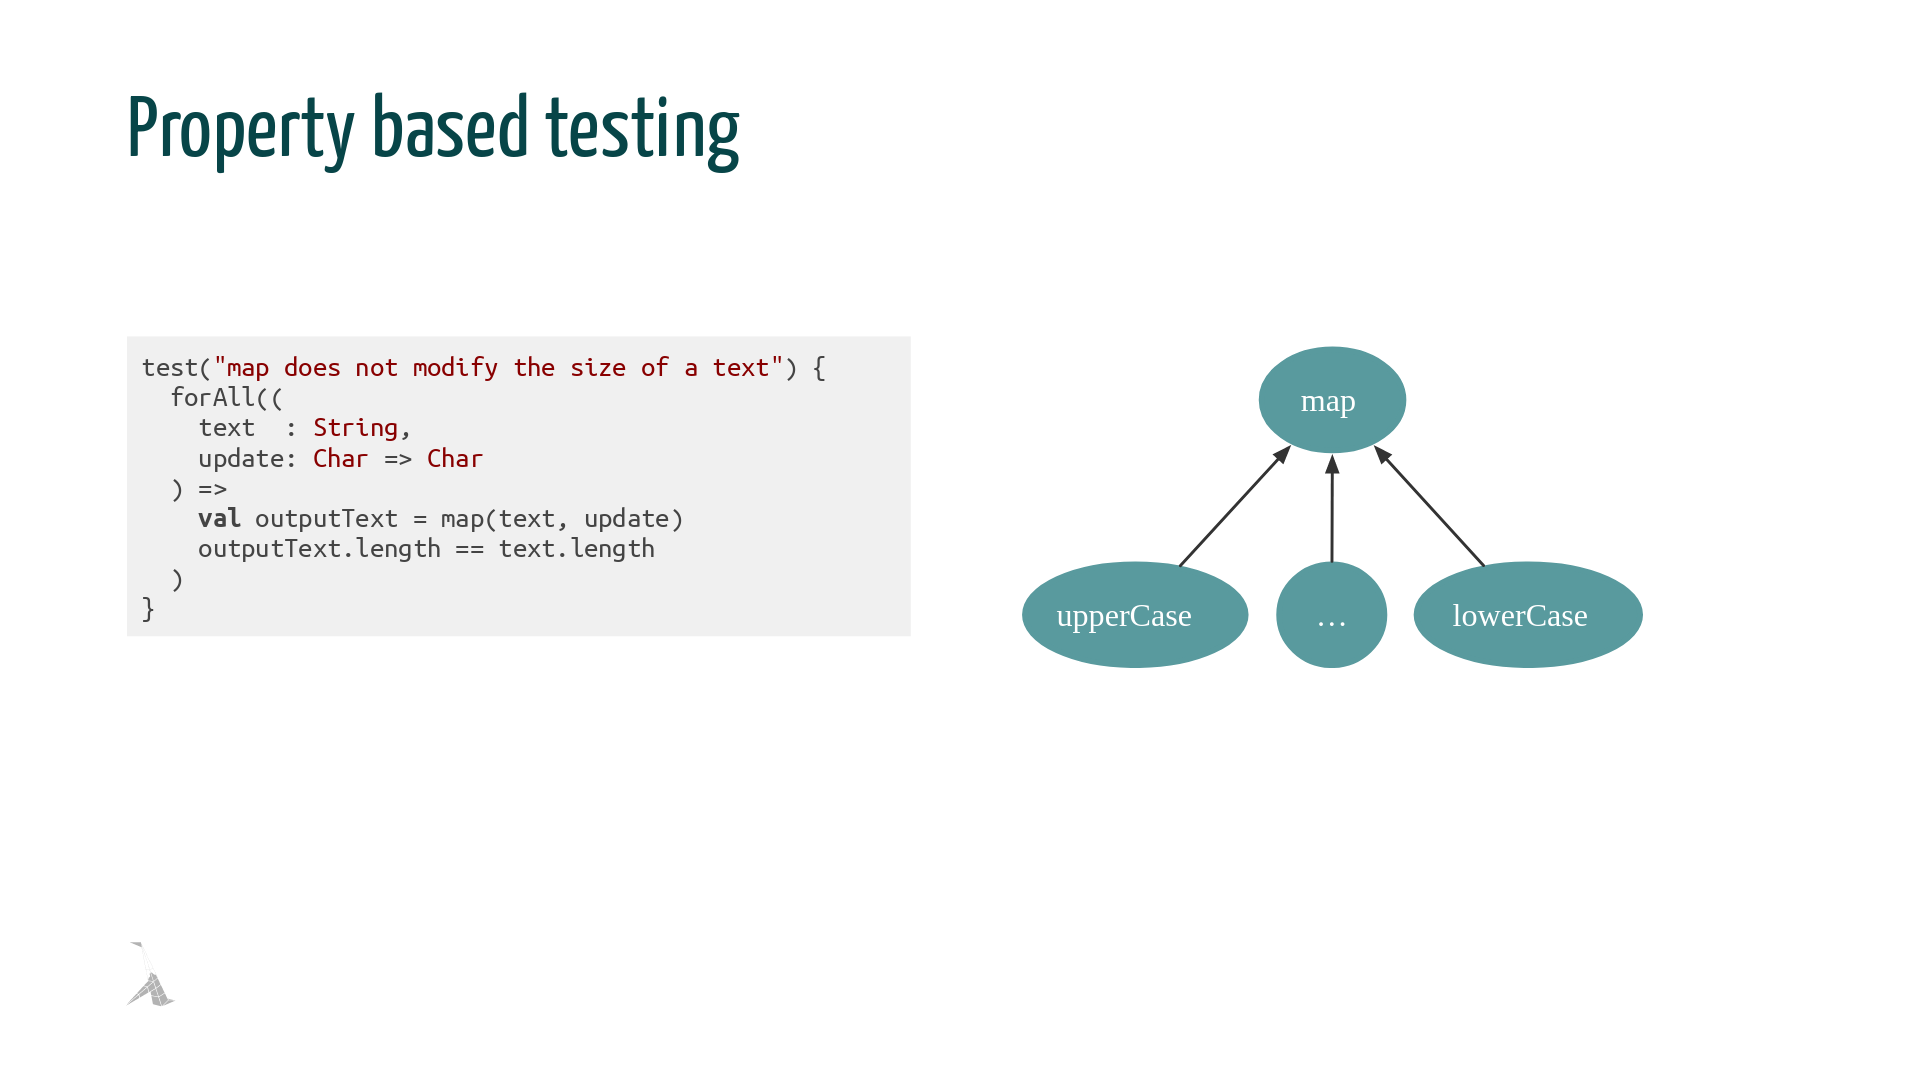 Property based testing
test("map does not modify the size of a text") {
  forAll((
    text  : String,
    update: Char => Char
  ) =>
    val outputText = map(text, update)
    outputText.length == text.length
  )
}
map
upperCase
...
lowerCase